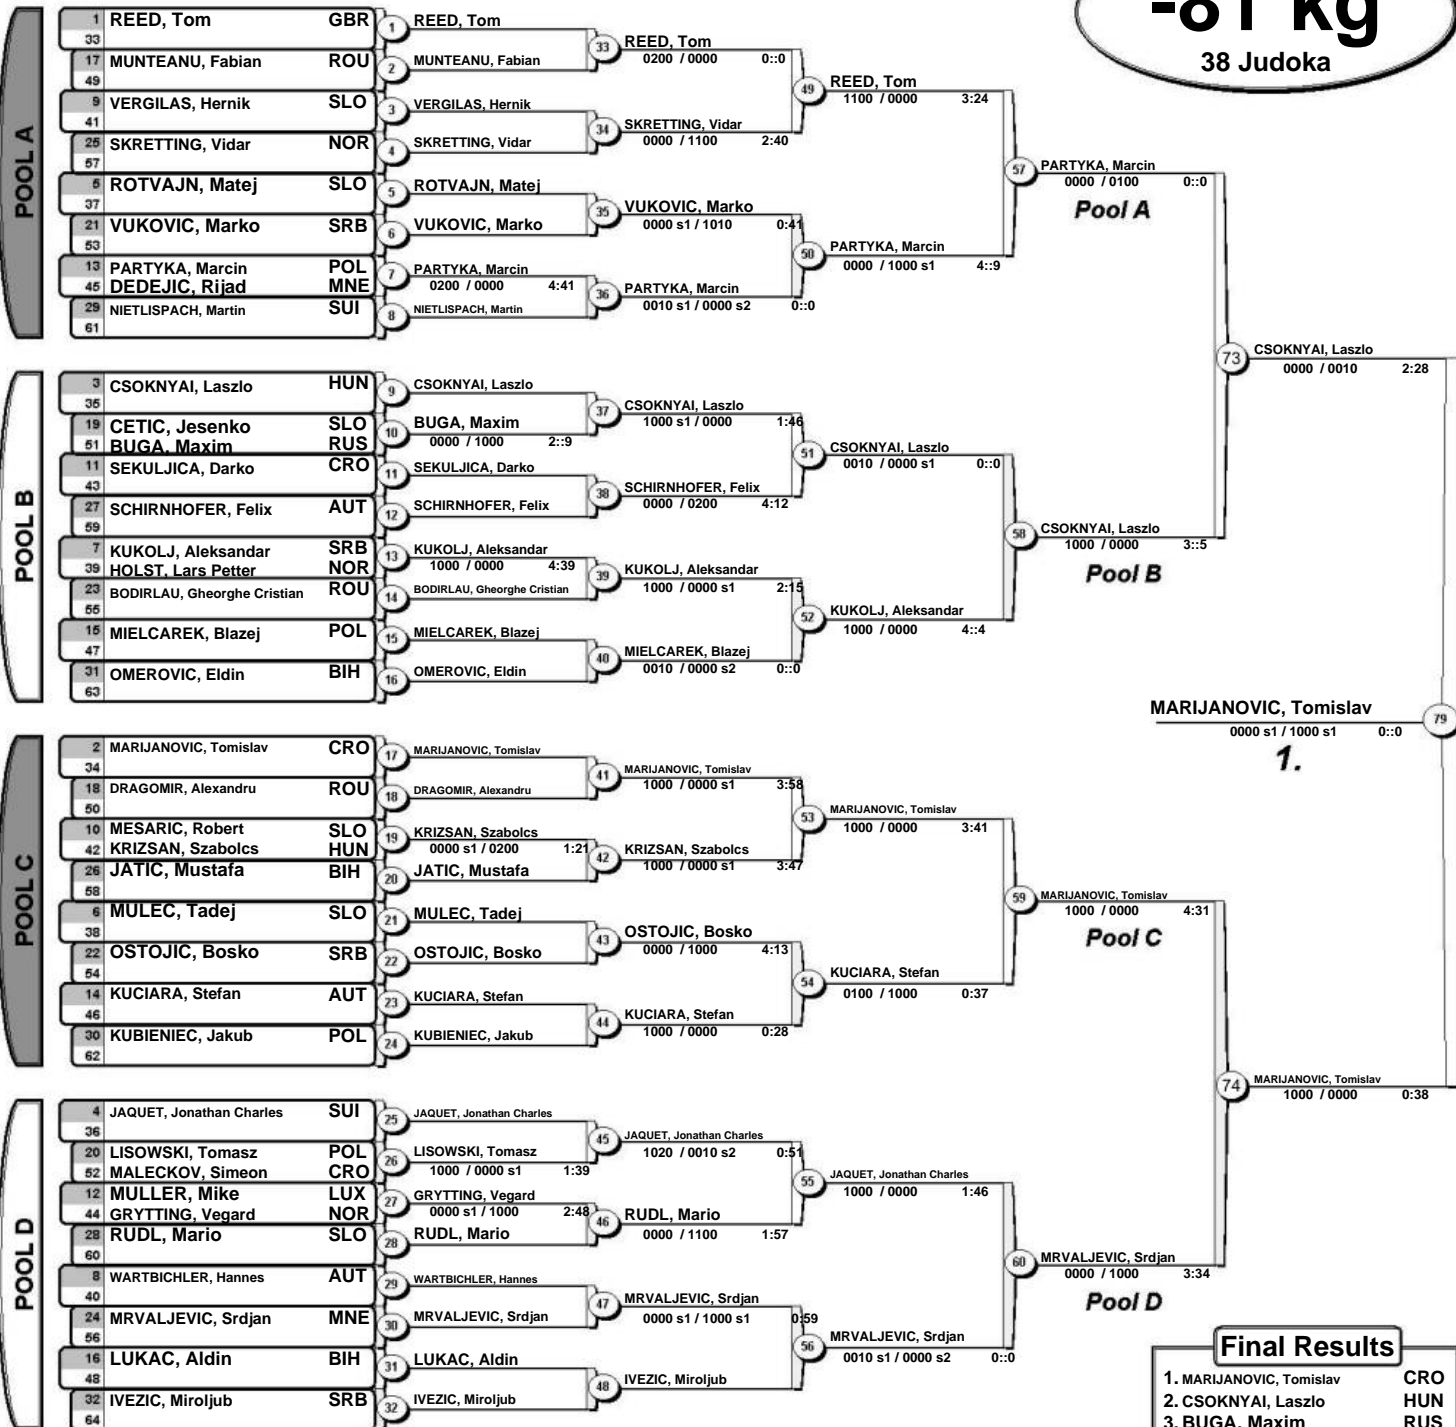 -81 kg
38 Judoka
POOL A
1 REED, Tom GBR
33
17 MUNTEANU, Fabian ROU
49
9 VERGILAS, Hernik SLO
41
25 SKRETTING, Vidar NOR
57
5 ROTVAJN, Matej SLO
37
21 VUKOVIC, Marko SRB
53
13 PARTYKA, Marcin POL
45 DEDEJIC, Rijad MNE
29 NIETLISPACH, Martin SUI
61
1 REED, Tom
2 MUNTEANU, Fabian
3 VERGILAS, Hernik
4 SKRETTING, Vidar
5 ROTVAJN, Matej
6 VUKOVIC, Marko
7 PARTYKA, Marcin
0200 / 0000 4:41
8 NIETLISPACH, Martin
33 REED, Tom
0200 / 0000 0::0
34 SKRETTING, Vidar
0000 / 1100 2:40
35 VUKOVIC, Marko
0000 s1 / 1010 0:41
36 PARTYKA, Marcin
0010 s1 / 0000 s2 0::0
49 REED, Tom
1100 / 0000 3:24
50 PARTYKA, Marcin
0000 / 1000 s1 4::9
57 PARTYKA, Marcin
0000 / 0100 0::0
Pool A
POOL B
3 CSOKNYAI, Laszlo HUN
35
19 CETIC, Jesenko SLO
51 BUGA, Maxim RUS
11 SEKULJICA, Darko CRO
43
27 SCHIRNHOFER, Felix AUT
59
7 KUKOLJ, Aleksandar SRB
39 HOLST, Lars Petter NOR
23 BODIRLAU, Gheorghe Cristian ROU
55
15 MIELCAREK, Blazej POL
47
31 OMEROVIC, Eldin BIH
63
9 CSOKNYAI, Laszlo
10 BUGA, Maxim
0000 / 1000 2::9
11 SEKULJICA, Darko
12 SCHIRNHOFER, Felix
13 KUKOLJ, Aleksandar
1000 / 0000 4:39
14 BODIRLAU, Gheorghe Cristian
15 MIELCAREK, Blazej
16 OMEROVIC, Eldin
37 CSOKNYAI, Laszlo
1000 s1 / 0000 1:46
38 SCHIRNHOFER, Felix
0000 / 0200 4:12
39 KUKOLJ, Aleksandar
1000 / 0000 s1 2:15
40 MIELCAREK, Blazej
0010 / 0000 s2 0::0
51 CSOKNYAI, Laszlo
0010 / 0000 s1 0::0
52 KUKOLJ, Aleksandar
1000 / 0000 4::4
58 CSOKNYAI, Laszlo
1000 / 0000 3::5
Pool B
73 CSOKNYAI, Laszlo
0000 / 0010 2:28
MARIJANOVIC, Tomislav 79
0000 s1 / 1000 s1 0::0
1.
POOL C
2 MARIJANOVIC, Tomislav CRO
34
18 DRAGOMIR, Alexandru ROU
50
10 MESARIC, Robert SLO
42 KRIZSAN, Szabolcs HUN
26 JATIC, Mustafa BIH
58
6 MULEC, Tadej SLO
38
22 OSTOJIC, Bosko SRB
54
14 KUCIARA, Stefan AUT
46
30 KUBIENIEC, Jakub POL
62
17 MARIJANOVIC, Tomislav
18 DRAGOMIR, Alexandru
19 KRIZSAN, Szabolcs
0000 s1 / 0200 1:21
20 JATIC, Mustafa
21 MULEC, Tadej
22 OSTOJIC, Bosko
23 KUCIARA, Stefan
24 KUBIENIEC, Jakub
41 MARIJANOVIC, Tomislav
1000 / 0000 s1 3:58
42 KRIZSAN, Szabolcs
1000 / 0000 s1 3:47
43 OSTOJIC, Bosko
0000 / 1000 4:13
44 KUCIARA, Stefan
1000 / 0000 0:28
53 MARIJANOVIC, Tomislav
1000 / 0000 3:41
54 KUCIARA, Stefan
0100 / 1000 0:37
59 MARIJANOVIC, Tomislav
1000 / 0000 4:31
Pool C
74 MARIJANOVIC, Tomislav
1000 / 0000 0:38
POOL D
4 JAQUET, Jonathan Charles SUI
36
20 LISOWSKI, Tomasz POL
52 MALECKOV, Simeon CRO
12 MULLER, Mike LUX
44 GRYTTING, Vegard NOR
28 RUDL, Mario SLO
60
8 WARTBICHLER, Hannes AUT
40
24 MRVALJEVIC, Srdjan MNE
56
16 LUKAC, Aldin BIH
48
32 IVEZIC, Miroljub SRB
64
25 JAQUET, Jonathan Charles
26 LISOWSKI, Tomasz
1000 / 0000 s1 1:39
27 GRYTTING, Vegard
0000 s1 / 1000 2:48
28 RUDL, Mario
29 WARTBICHLER, Hannes
30 MRVALJEVIC, Srdjan
31 LUKAC, Aldin
32 IVEZIC, Miroljub
45 JAQUET, Jonathan Charles
1020 / 0010 s2 0:51
46 RUDL, Mario
0000 / 1100 1:57
47 MRVALJEVIC, Srdjan
0000 s1 / 1000 s1 0:59
48 IVEZIC, Miroljub
55 JAQUET, Jonathan Charles
1000 / 0000 1:46
56 MRVALJEVIC, Srdjan
0010 s1 / 0000 s2 0::0
60 MRVALJEVIC, Srdjan
0000 / 1000 3:34
Pool D
Final Results
1. MARIJANOVIC, Tomislav CRO
2. CSOKNYAI, Laszlo HUN
3. BUGA, Maxim RUS